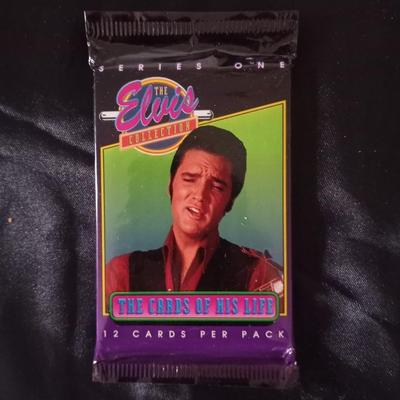 SERIES ONE
THE
Elvis
COLLECTION
THE CARDS OF HIS LIFE
12 CARDS PER PACK